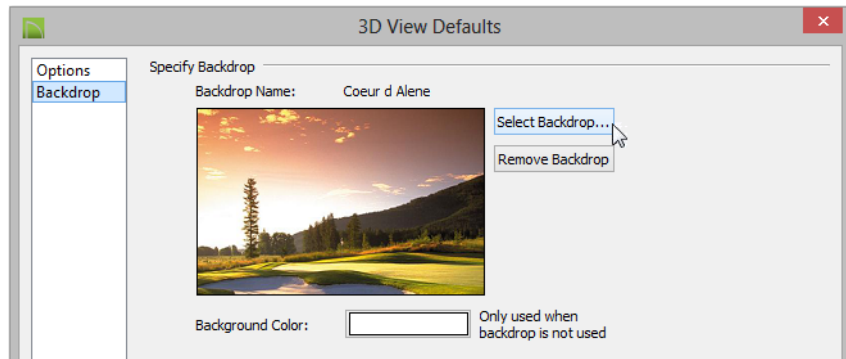 3D View Defaults
Options
Backdrop
Specify Backdrop
Backdrop Name: Coeur d Alene
Select Backdrop...
Remove Backdrop
Background Color:
Only used when
backdrop is not used